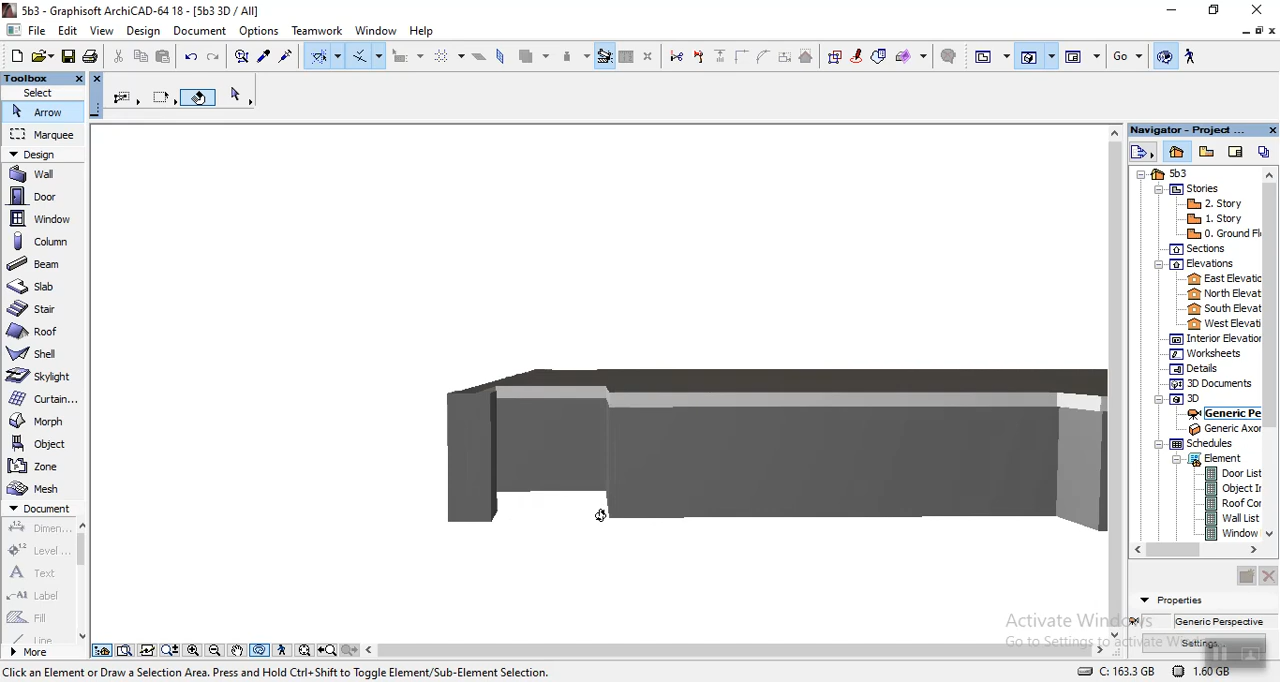 5b3 - Graphisoft ArchiCAD-64 18 - [5b3 3D / All]
File Edit View Design Document Options Teamwork Window Help
Go
Toolbox
Select
Arrow
Marquee
Design
Wall
Door
Window
Column
Beam
Slab
Stair
Roof
Shell
Skylight
Curtain...
Morph
Object
Zone
Mesh
Document
Dimen...
Level ...
Text
A1 Label
Fill
Line
More
Navigator - Project ...
5b3
Stories
2. Story
1. Story
0. Ground Fl
Sections
Elevations
East Elevatic
North Elevat
South Elevat
West Elevati
Interior Elevation
Worksheets
Details
3D Documents
3D
Generic Pe
Generic Axor
Schedules
Element
Door List
Object Ir
Roof Cor
Wall List
Window
Properties
Generic Perspective
Settings...
Activate Windows
Go to Settings to activate Windows.
Click an Element or Draw a Selection Area. Press and Hold Ctrl+Shift to Toggle Element/Sub-Element Selection.
C: 163.3 GB
1.60 GB